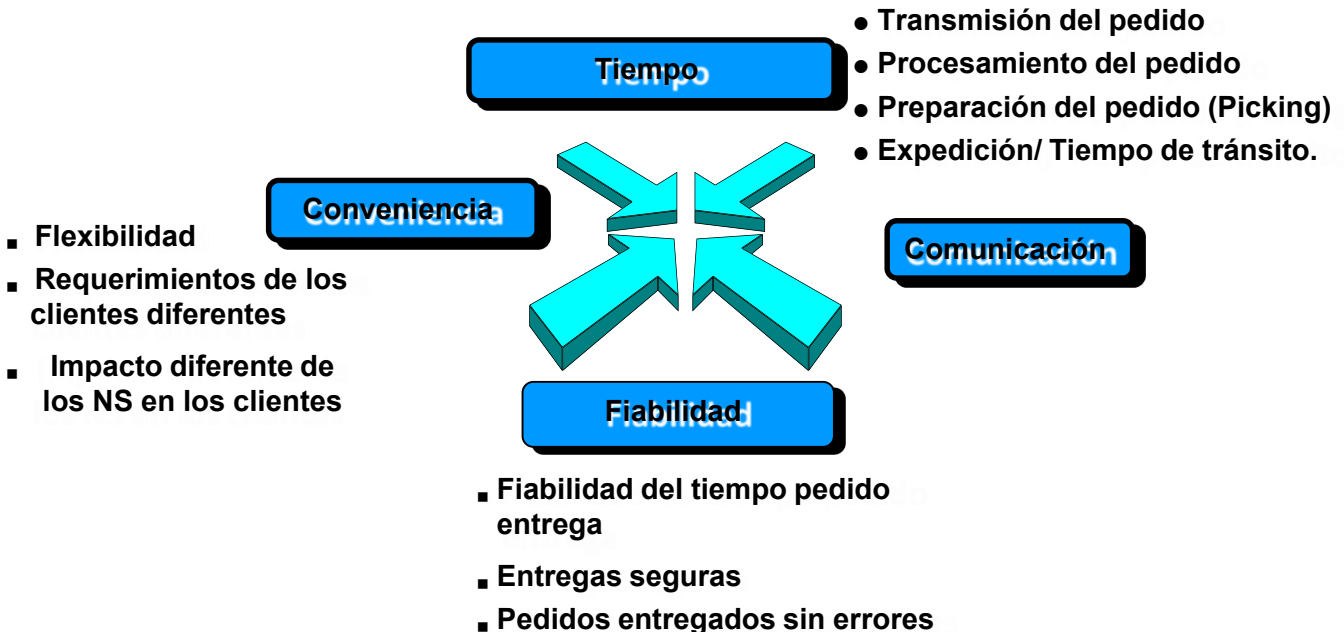 Tiempo
● Transmisión del pedido
● Procesamiento del pedido
● Preparación del pedido (Picking)
● Expedición/ Tiempo de tránsito.
Conveniencia
▪ Flexibilidad
▪ Requerimientos de los
clientes diferentes
▪ Impacto diferente de
los NS en los clientes
Comunicación
Fiabilidad
▪ Fiabilidad del tiempo pedido
entrega
▪ Entregas seguras
▪ Pedidos entregados sin errores